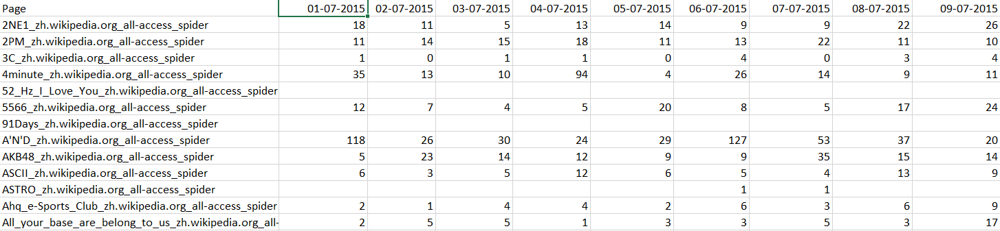 Page 01-07-2015 02-07-2015 03-07-2015 04-07-2015 05-07-2015 06-07-2015 07-07-2015 08-07-2015 09-07-2015
2NE1_zh.wikipedia.org_all-access_spider 18 11 5 13 14 9 9 22 26
2PM_zh.wikipedia.org_all-access_spider 11 14 15 18 11 13 22 11 10
3C_zh.wikipedia.org_all-access_spider 1 0 1 1 0 4 0 3 4
4minute_zh.wikipedia.org_all-access_spider 35 13 10 94 4 26 14 9 11
52_Hz_I_Love_You_zh.wikipedia.org_all-access_spider
5566_zh.wikipedia.org_all-access_spider 12 7 4 5 20 8 5 17 24
91Days_zh.wikipedia.org_all-access_spider
A'N'D_zh.wikipedia.org_all-access_spider 118 26 30 24 29 127 53 37 20
AKB48_zh.wikipedia.org_all-access_spider 5 23 14 12 9 9 35 15 14
ASCII_zh.wikipedia.org_all-access_spider 6 3 5 12 6 5 4 13 9
ASTRO_zh.wikipedia.org_all-access_spider 1 1
Ahq_e-Sports_Club_zh.wikipedia.org_all-access_spider 2 1 4 4 2 6 3 6 9
All_your_base_are_belong_to_us_zh.wikipedia.org_all- 2 5 5 1 3 3 5 3 17